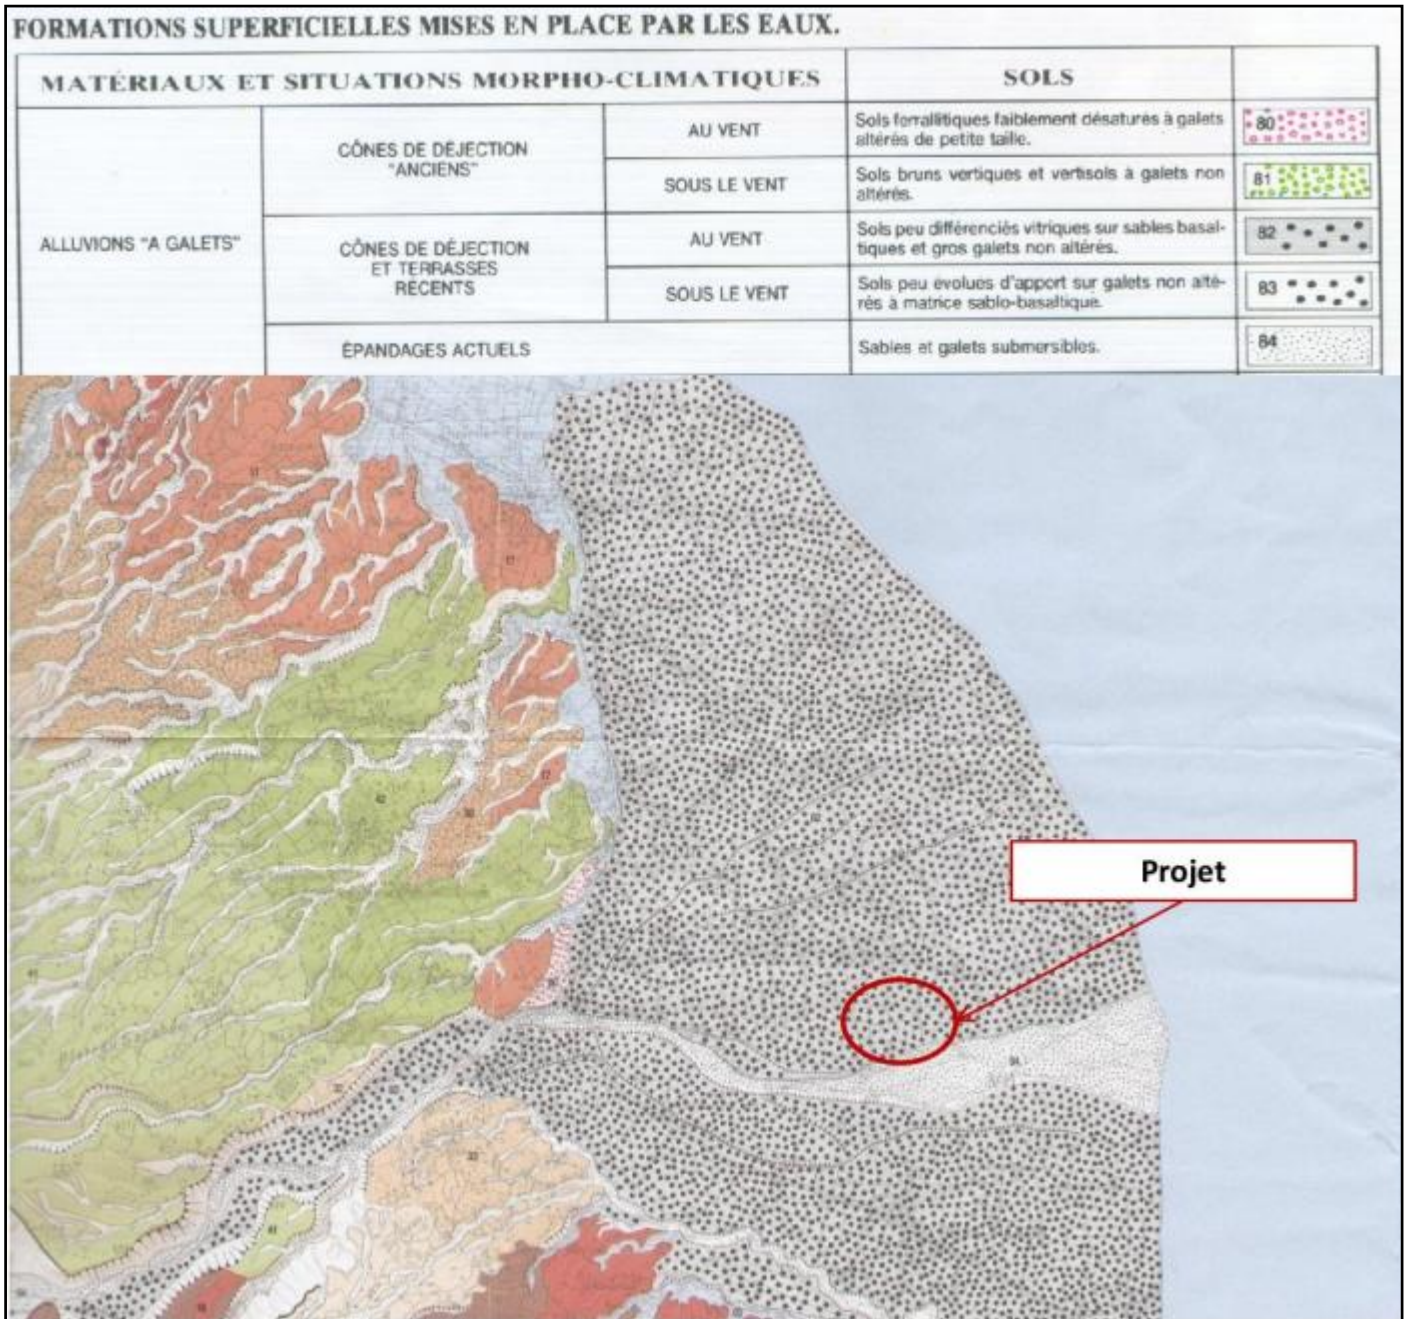 FORMATIONS SUPERFICIELLES MISES EN PLACE PAR LES EAUX.
MATÉRIAUX ET SITUATIONS MORPHO-CLIMATIQUES
SOLS
ALLUVIONS "A GALETS"
CÔNES DE DÉJECTION
"ANCIENS"
AU VENT
Sols ferrallitiques faiblement désaturés à galets
altérés de petite taille.
80
SOUS LE VENT
Sols bruns vertiques et vertisols à galets non
altérés.
81
CÔNES DE DÉJECTION
ET TERRASSES
RÉCENTS
AU VENT
Sols peu différenciés vitriques sur sables basal-
tiques et gros galets non altérés.
82
SOUS LE VENT
Sols peu évolués d'apport sur galets non alté-
rés à matrice sablo-basaltique.
83
ÉPANDAGES ACTUELS
Sables et galets submersibles.
84
Projet